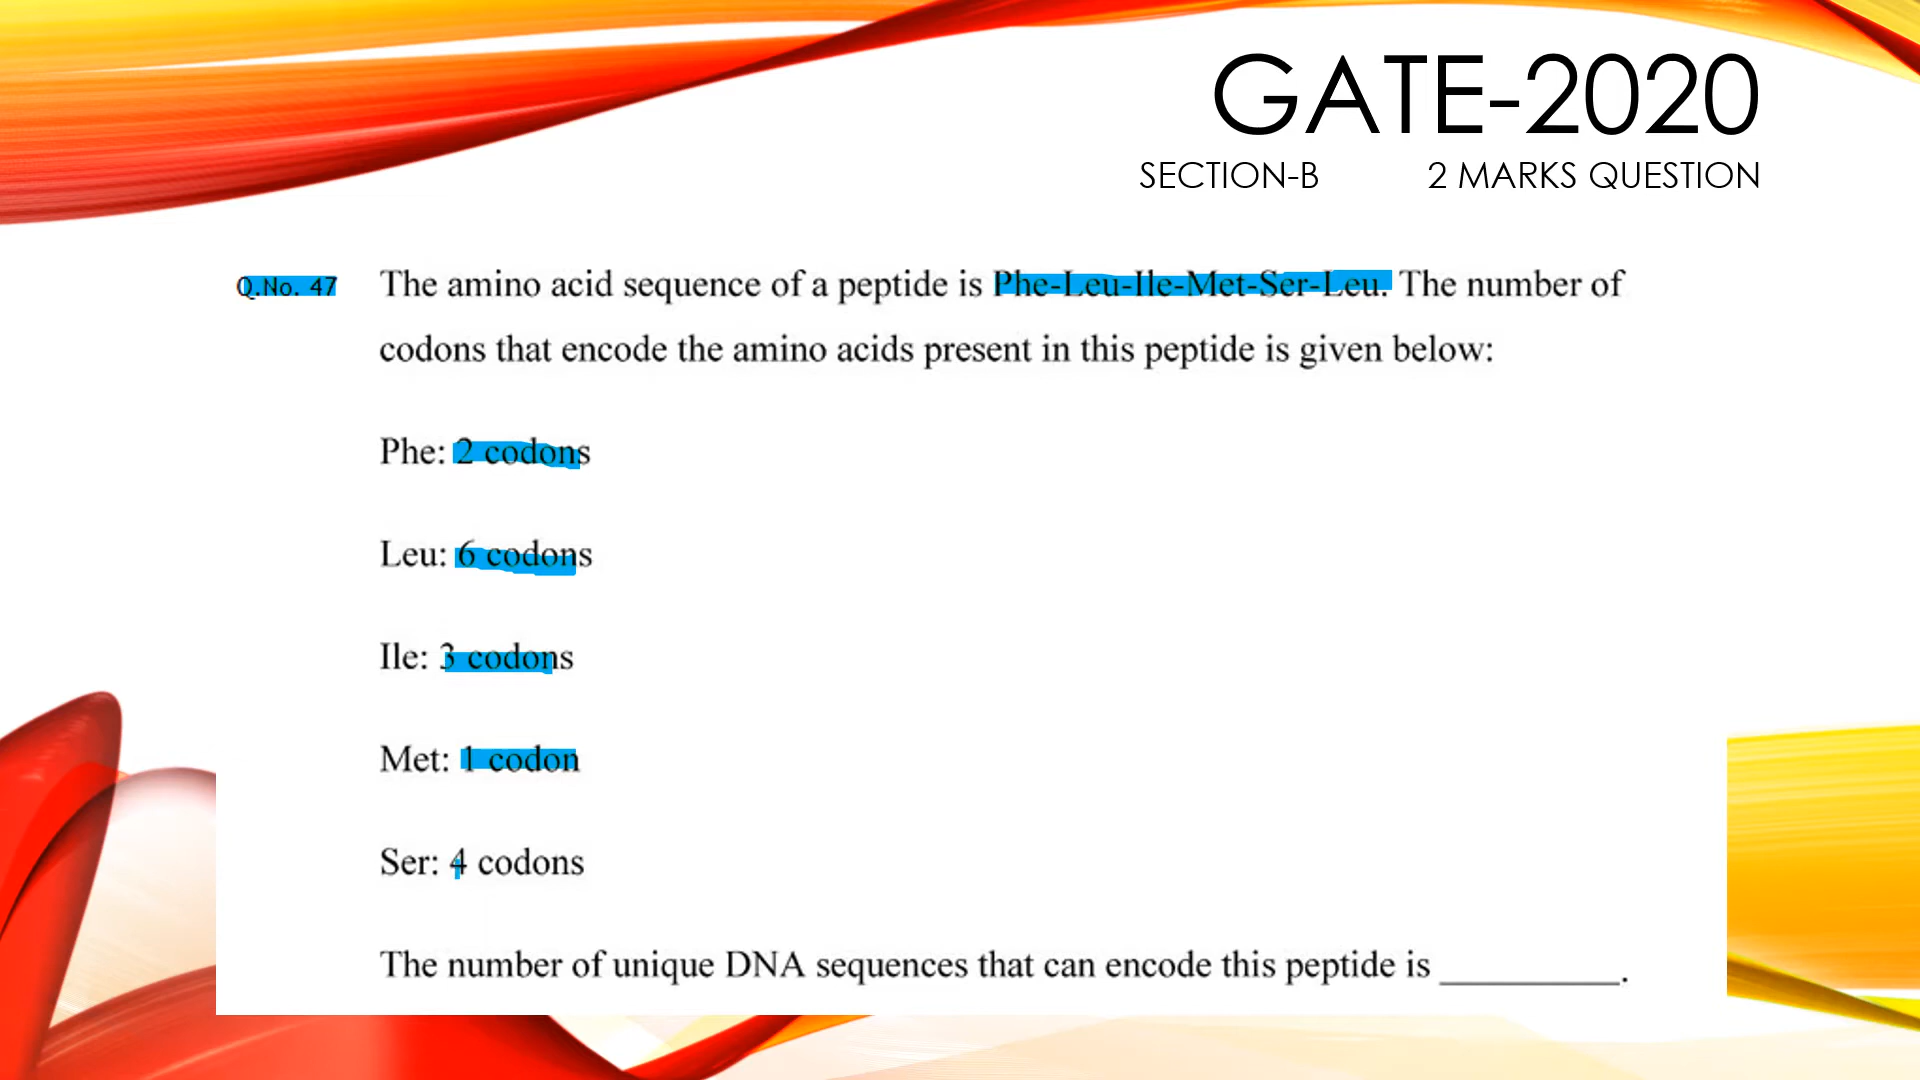 GATE-2020
SECTION-B 2 MARKS QUESTION
Q.No. 47 The amino acid sequence of a peptide is Phe-Leu-Ile-Met-Ser-Leu. The number of
codons that encode the amino acids present in this peptide is given below:
Phe: 2 codons
Leu: 6 codons
Ile: 3 codons
Met: 1 codon
Ser: 4 codons
The number of unique DNA sequences that can encode this peptide is __________.